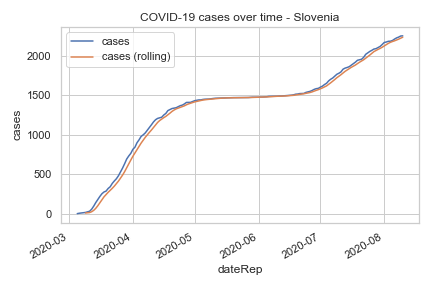 COVID-19 cases over time - Slovenia
cases
cases (rolling)
2000
1500
1000
500
0
cases
2020-03
2020-04
2020-05
2020-06
2020-07
2020-08
dateRep